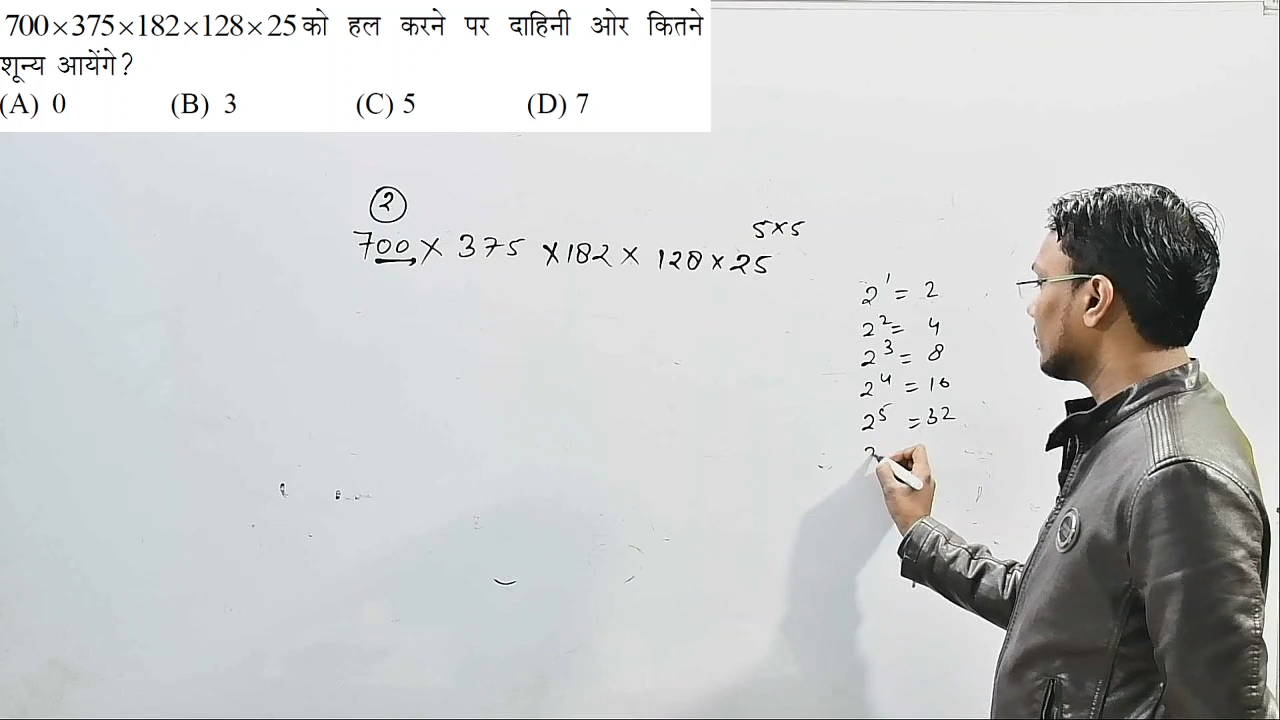 700×375×182×128×25 को हल करने पर दाहिनी ओर कितने
शून्य आयेंगे?
(A) 0 (B) 3 (C) 5 (D) 7
2
5×5
700 × 375 ×182 × 128 × 25
2¹ = 2
2² = 4
2³ = 8
2⁴ = 16
2⁵ = 32